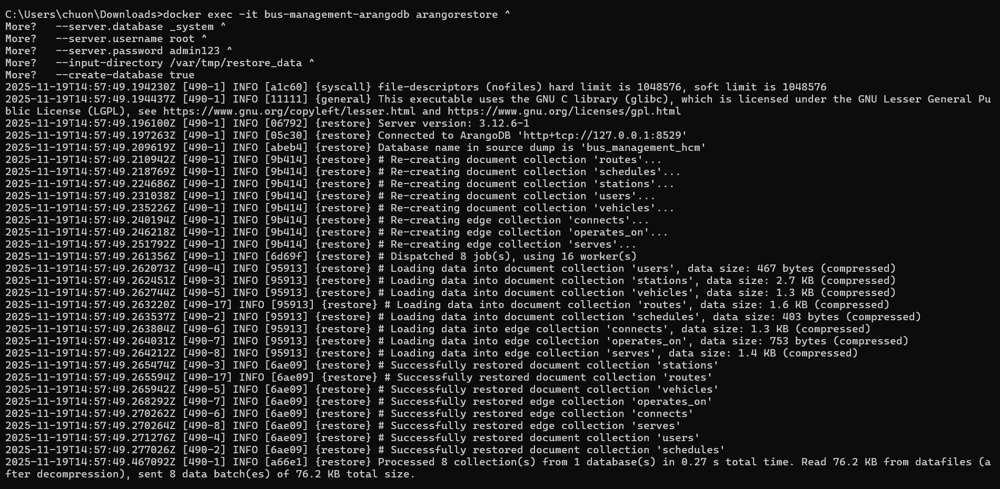 C:\Users\chuon\Downloads>docker exec -it bus-management-arangodb arangorestore ^
More?   --server.database _system ^
More?   --server.username root ^
More?   --server.password admin123 ^
More?   --input-directory /var/tmp/restore_data ^
More?   --create-database true
2025-11-19T14:57:49.194230Z [490-1] INFO [a1c60] {syscall} file-descriptors (nofiles) hard limit is 1048576, soft limit is 1048576
2025-11-19T14:57:49.194437Z [490-1] INFO [11111] {general} This executable uses the GNU C library (glibc), which is licensed under the GNU Lesser General Pu
blic License (LGPL), see https://www.gnu.org/copyleft/lesser.html and https://www.gnu.org/licenses/gpl.html
2025-11-19T14:57:49.196100Z [490-1] INFO [06792] {restore} Server version: 3.12.6-1
2025-11-19T14:57:49.197263Z [490-1] INFO [05c30] {restore} Connected to ArangoDB 'http+tcp://127.0.0.1:8529'
2025-11-19T14:57:49.209619Z [490-1] INFO [abeb4] {restore} Database name in source dump is 'bus_management_hcm'
2025-11-19T14:57:49.210942Z [490-1] INFO [9b414] {restore} # Re-creating document collection 'routes'...
2025-11-19T14:57:49.218769Z [490-1] INFO [9b414] {restore} # Re-creating document collection 'schedules'...
2025-11-19T14:57:49.224686Z [490-1] INFO [9b414] {restore} # Re-creating document collection 'stations'...
2025-11-19T14:57:49.231038Z [490-1] INFO [9b414] {restore} # Re-creating document collection 'users'...
2025-11-19T14:57:49.235226Z [490-1] INFO [9b414] {restore} # Re-creating document collection 'vehicles'...
2025-11-19T14:57:49.240194Z [490-1] INFO [9b414] {restore} # Re-creating edge collection 'connects'...
2025-11-19T14:57:49.246218Z [490-1] INFO [9b414] {restore} # Re-creating edge collection 'operates_on'...
2025-11-19T14:57:49.251792Z [490-1] INFO [9b414] {restore} # Re-creating edge collection 'serves'...
2025-11-19T14:57:49.261356Z [490-1] INFO [6d69f] {restore} # Dispatched 8 job(s), using 16 worker(s)
2025-11-19T14:57:49.262073Z [490-4] INFO [95913] {restore} # Loading data into document collection 'users', data size: 467 bytes (compressed)
2025-11-19T14:57:49.262451Z [490-3] INFO [95913] {restore} # Loading data into document collection 'stations', data size: 2.7 KB (compressed)
2025-11-19T14:57:49.262744Z [490-5] INFO [95913] {restore} # Loading data into document collection 'vehicles', data size: 1.3 KB (compressed)
2025-11-19T14:57:49.263220Z [490-17] INFO [95913] {restore} # Loading data into document collection 'routes', data size: 1.6 KB (compressed)
2025-11-19T14:57:49.263537Z [490-2] INFO [95913] {restore} # Loading data into document collection 'schedules', data size: 403 bytes (compressed)
2025-11-19T14:57:49.263804Z [490-6] INFO [95913] {restore} # Loading data into edge collection 'connects', data size: 1.3 KB (compressed)
2025-11-19T14:57:49.264031Z [490-7] INFO [95913] {restore} # Loading data into edge collection 'operates_on', data size: 753 bytes (compressed)
2025-11-19T14:57:49.264212Z [490-8] INFO [95913] {restore} # Loading data into edge collection 'serves', data size: 1.4 KB (compressed)
2025-11-19T14:57:49.265474Z [490-3] INFO [6ae09] {restore} # Successfully restored document collection 'stations'
2025-11-19T14:57:49.265594Z [490-17] INFO [6ae09] {restore} # Successfully restored document collection 'routes'
2025-11-19T14:57:49.265942Z [490-5] INFO [6ae09] {restore} # Successfully restored document collection 'vehicles'
2025-11-19T14:57:49.268292Z [490-7] INFO [6ae09] {restore} # Successfully restored edge collection 'operates_on'
2025-11-19T14:57:49.270262Z [490-6] INFO [6ae09] {restore} # Successfully restored edge collection 'connects'
2025-11-19T14:57:49.270264Z [490-8] INFO [6ae09] {restore} # Successfully restored edge collection 'serves'
2025-11-19T14:57:49.271276Z [490-4] INFO [6ae09] {restore} # Successfully restored document collection 'users'
2025-11-19T14:57:49.277026Z [490-2] INFO [6ae09] {restore} # Successfully restored document collection 'schedules'
2025-11-19T14:57:49.467092Z [490-1] INFO [a66e1] {restore} Processed 8 collection(s) from 1 database(s) in 0.27 s total time. Read 76.2 KB from datafiles (a
fter decompression), sent 8 data batch(es) of 76.2 KB total size.